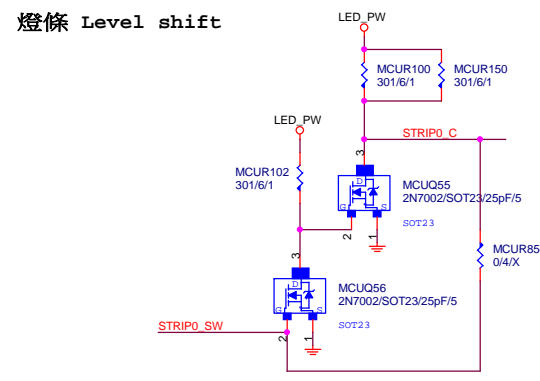 燈條 Level shift
LED_PW
MCUR100
301/6/1
MCUR150
301/6/1
STRIP0_C
LED_PW
MCUR102
301/6/1
3
D
G
S
MCUQ55
2N7002/SOT23/25pF/5
SOT23
2
1
MCUR85
0/4/X
3
D
G
S
MCUQ56
2N7002/SOT23/25pF/5
SOT23
STRIP0_SW
2
1